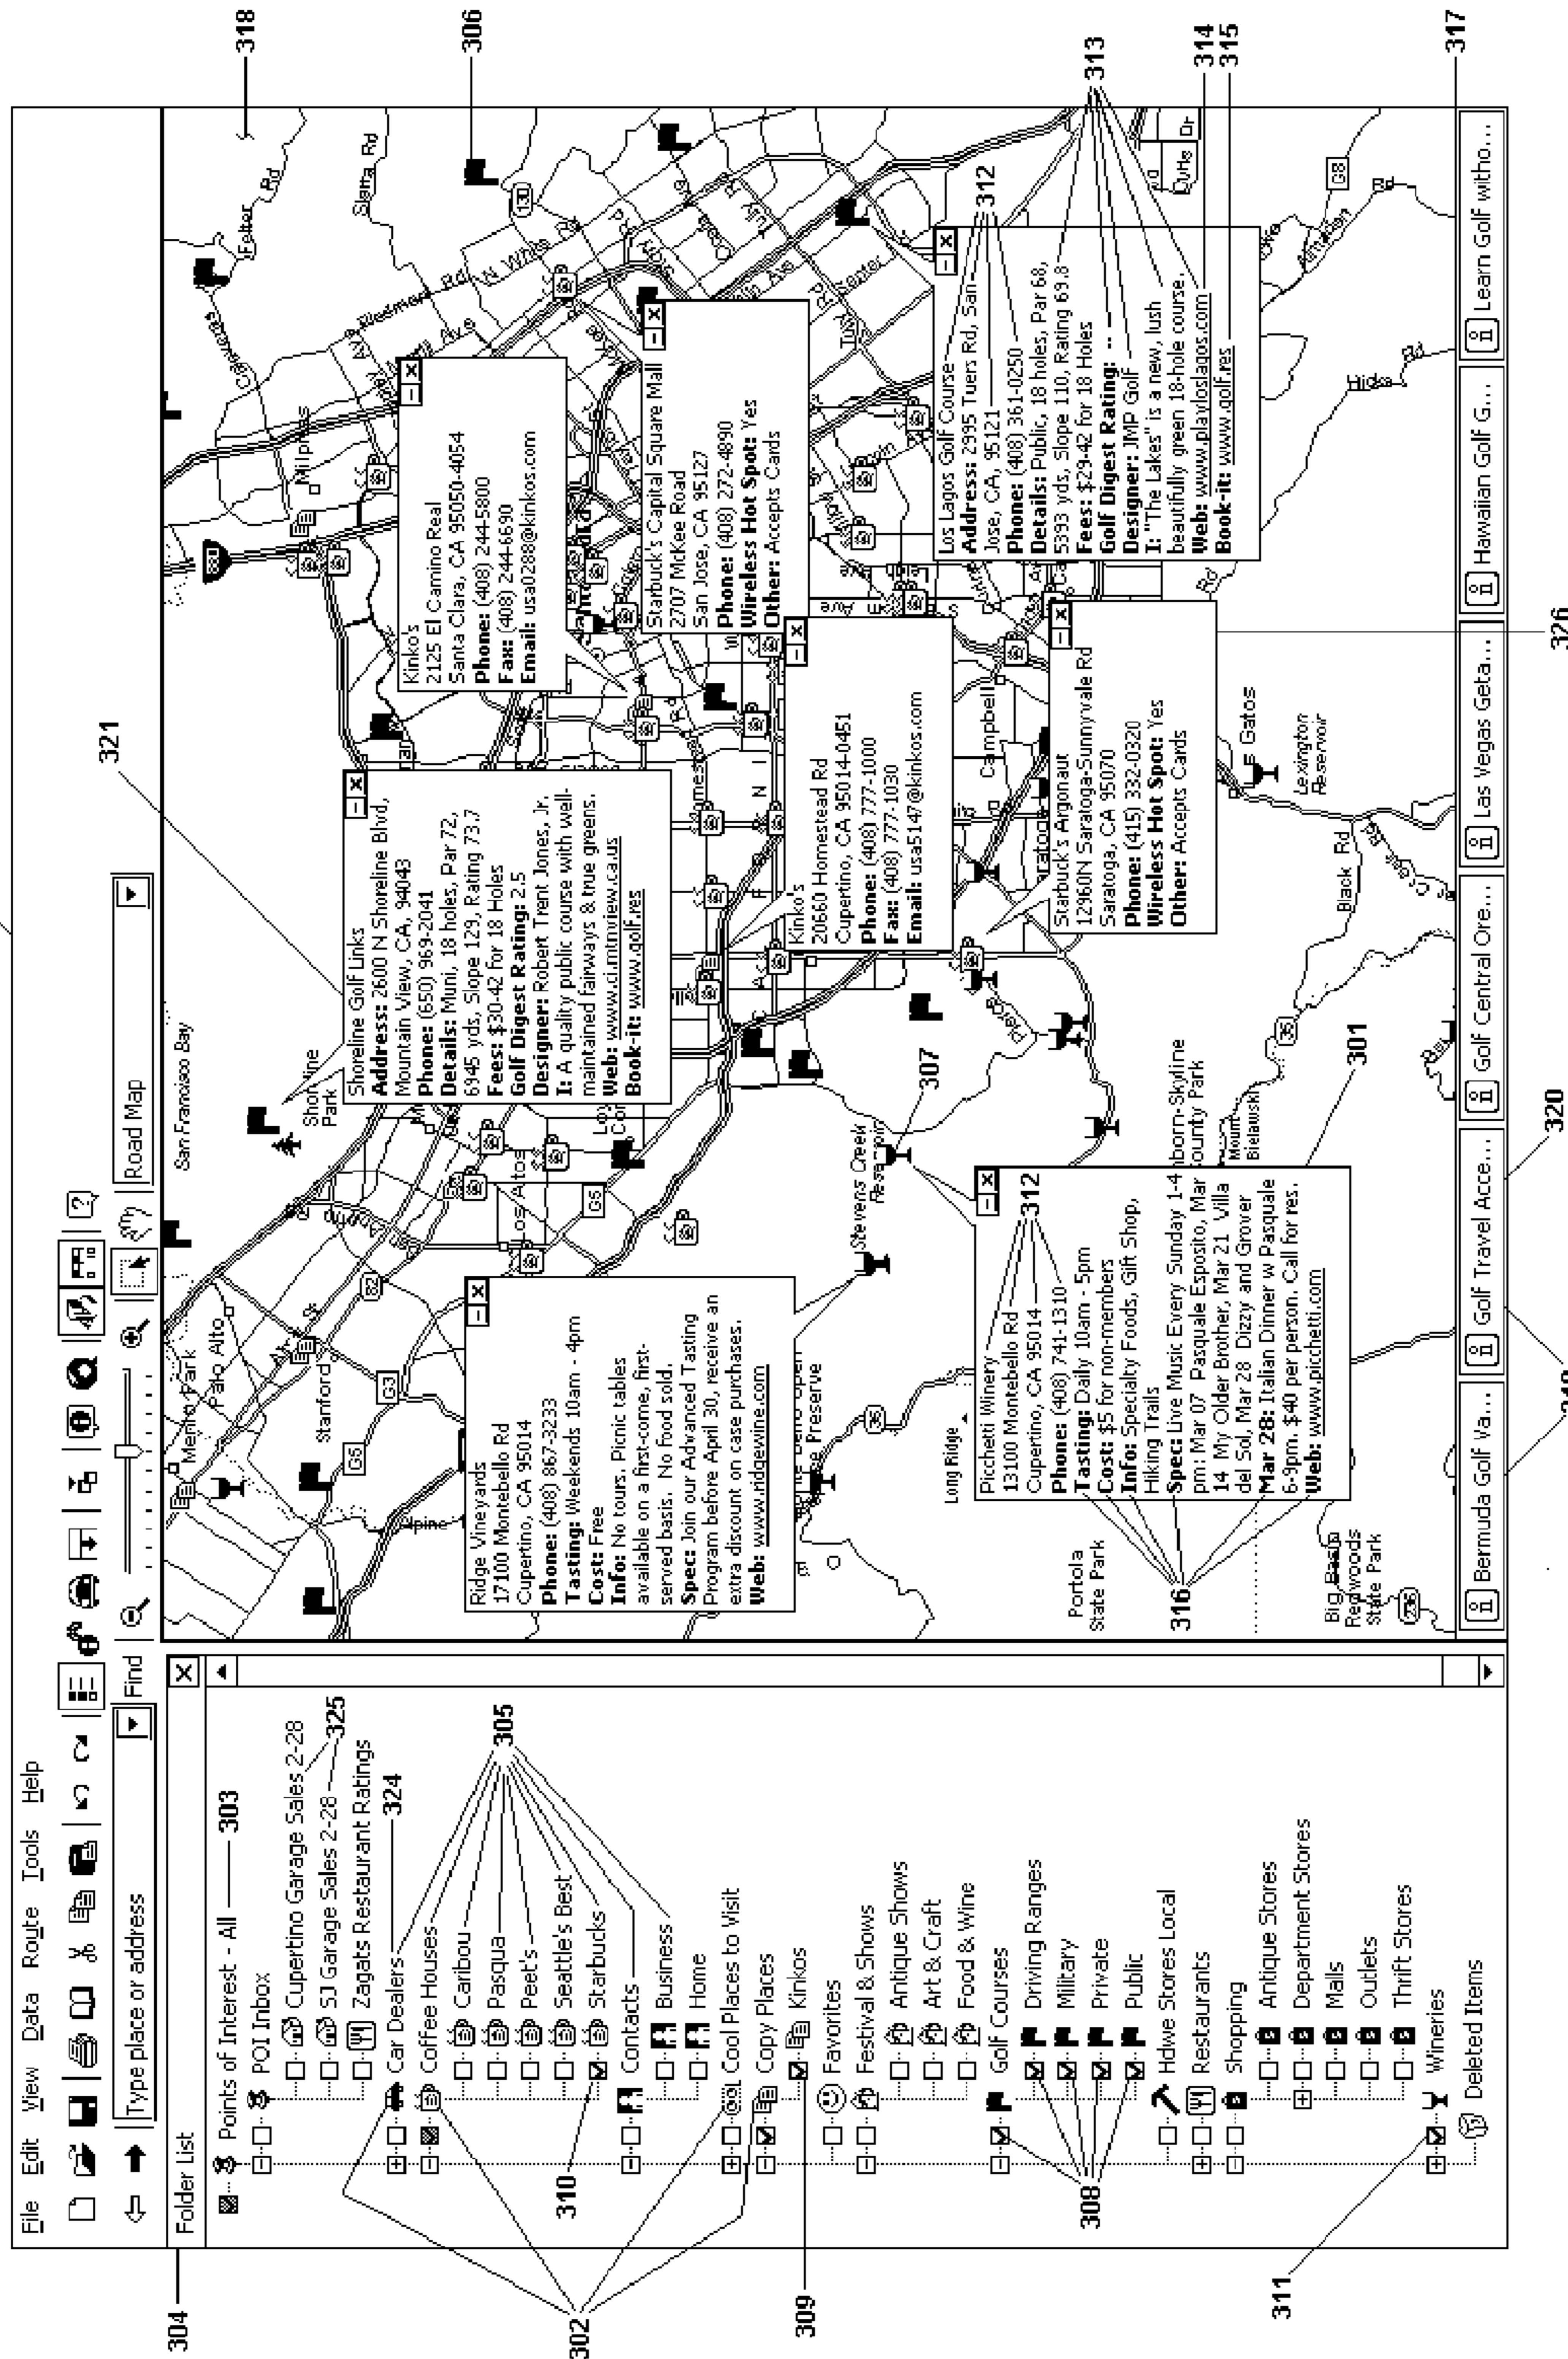 File Edit View Data Route Tools Help
Type place or address
Find
Road Map
Folder List
Points of Interest - All
303
POI Inbox
Cupertino Garage Sales 2-28
SJ Garage Sales 2-28
325
Zagats Restaurant Ratings
Car Dealers
324
Coffee Houses
Caribou
305
Pasqua
Peet's
Seattle's Best
Starbucks
Contacts
Business
Home
Cool Places to Visit
Copy Places
Kinkos
Favorites
Festival & Shows
Antique Shows
Art & Craft
Food & Wine
Golf Courses
Driving Ranges
Military
Private
Public
Hdwe Stores Local
Restaurants
Shopping
Antique Stores
Department Stores
Malls
Outlets
Thrift Stores
Wineries
Deleted Items
304
302
310
309
308
311
San Francisco Bay
Menlo Park
Palo Alto
Stanford
G3
G5
82
Los Altos
G5
Shoreline
Park
Milpitas
Calaveras
Felter Rd
Sierra Rd
Piedmont Rd
N White Rd
130
318
306
321
Shoreline Golf Links
Address: 2600 N Shoreline Blvd,
Mountain View, CA, 94043
Phone: (650) 969-2041
Details: Muni, 18 holes, Par 72,
6945 yds, Slope 129, Rating 73.7
Fees: $30-42 for 18 Holes
Golf Digest Rating: 2.5
Designer: Robert Trent Jones, Jr.
I: A quality public course with well-
maintained fairways & true greens.
Web: www.ci.mtnview.ca.us
Book-it: www.golf.res
Kinko's
2125 El Camino Real
Santa Clara, CA 95050-4054
Phone: (408) 244-5800
Fax: (408) 244-6690
Email: usa0288@kinkos.com
Ridge Vineyards
17100 Montebello Rd
Cupertino, CA 95014
Phone: (408) 867-3233
Tasting: Weekends 10am - 4pm
Cost: Free
Info: No tours. Picnic tables
available on a first-come, first-
served basis. No food sold.
Spec: Join our Advanced Tasting
Program before April 30, receive an
extra discount on case purchases.
Web: www.ridgewine.com
Starbuck's Capital Square Mall
2707 McKee Road
San Jose, CA 95127
Phone: (408) 272-4890
Wireless Hot Spot: Yes
Other: Accepts Cards
Kinko's
20660 Homestead Rd
Cupertino, CA 95014-0451
Phone: (408) 777-1000
Fax: (408) 777-1030
Email: usa5147@kinkos.com
Los Lagos Golf Course
Address: 2995 Tuers Rd, San
Jose, CA, 95121
Phone: (408) 361-0250
Details: Public, 18 holes, Par 68,
5393 yds, Slope 110, Rating 69.8
Fees: $29-42 for 18 Holes
Golf Digest Rating: --
Designer: JMP Golf
I: "The Lakes" is a new, lush
beautifully green 18-hole course,
Web: www.playloslagos.com
Book-it: www.golf.res
312
313
314
315
Stevens Creek
Reservoir
307
Preserve
Long Ridge
35
Campbell
Picchetti Winery
13100 Montebello Rd
312
Cupertino, CA 95014
Phone: (408) 741-1310
Tasting: Daily 10am - 5pm
Cost: $5 for non-members
Info: Specialty Foods, Gift Shop,
Hiking Trails
Spec: Live Music Every Sunday 1-4
pm: Mar 07 Pasquale Esposito, Mar
14 My Older Brother, Mar 21 Villa
del Sol, Mar 28 Dizzy and Grover
Mar 28: Italian Dinner w Pasquale
6-9pm. $40 per person. Call for res.
Web: www.picchetti.com
Starbuck's Argonaut
12960N Saratoga-Sunnyvale Rd
Saratoga, CA 95070
Phone: (415) 332-0320
Wireless Hot Spot: Yes
Other: Accepts Cards
Portola
State Park
316
Big Basin
Redwoods
State Park
236
nborn-Skyline
ounty Park
Mount
Bielawski
35
301
Black Rd
Gatos
Lexington
Reservoir
Hicks Rd
G8
Bermuda Golf Va...
Golf Travel Acce...
Golf Central Ore...
Las Vegas Geta...
Hawaiian Golf G...
Learn Golf witho...
317
320
326